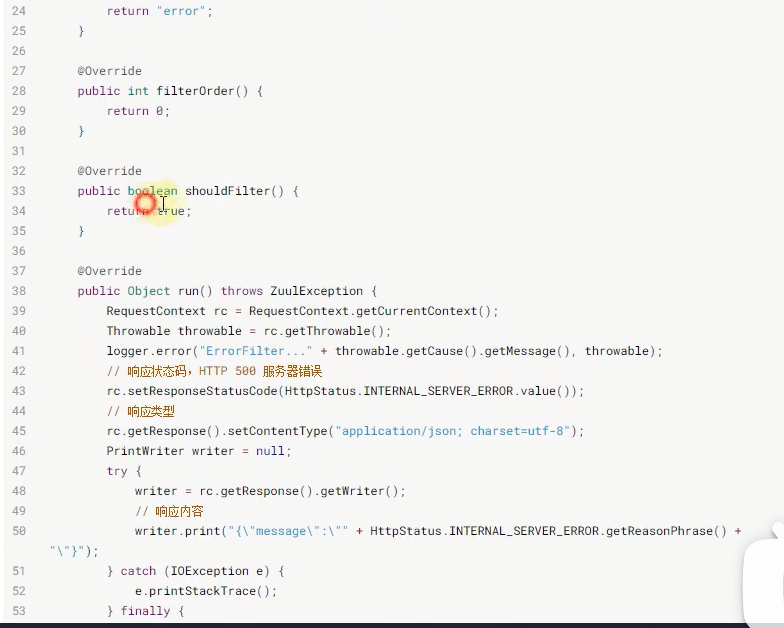 24 return "error";
25 }
26
27 @Override
28 public int filterOrder() {
29 return 0;
30 }
31
32 @Override
33 public boolean shouldFilter() {
34 return true;
35 }
36
37 @Override
38 public Object run() throws ZuulException {
39 RequestContext rc = RequestContext.getCurrentContext();
40 Throwable throwable = rc.getThrowable();
41 logger.error("ErrorFilter..." + throwable.getCause().getMessage(), throwable);
42 // 响应状态码，HTTP 500 服务器错误
43 rc.setResponseStatusCode(HttpStatus.INTERNAL_SERVER_ERROR.value());
44 // 响应类型
45 rc.getResponse().setContentType("application/json; charset=utf-8");
46 PrintWriter writer = null;
47 try {
48 writer = rc.getResponse().getWriter();
49 // 响应内容
50 writer.print("{\"message\":\"" + HttpStatus.INTERNAL_SERVER_ERROR.getReasonPhrase() +
"\"}");
51 } catch (IOException e) {
52 e.printStackTrace();
53 } finally {